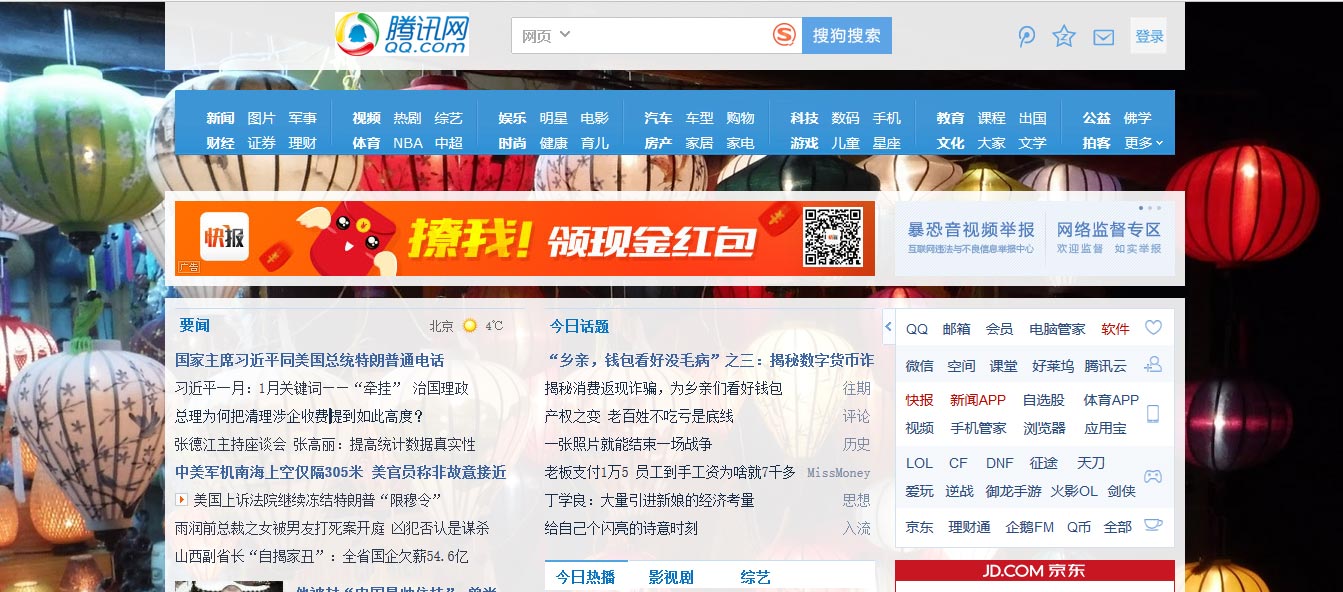 腾讯网
QQ.com
网页
搜狗搜索
登录
新闻 图片 军事 视频 热剧 综艺 娱乐 明星 电影 汽车 车型 购物 科技 数码 手机 教育 课程 出国 公益 佛学
财经 证券 理财 体育 NBA 中超 时尚 健康 育儿 房产 家居 家电 游戏 儿童 星座 文化 大家 文学 拍客 更多
快报
撩我! 领现金红包
广告
暴恐音视频举报
互联网违法与不良信息举报中心
网络监督专区
欢迎监督 如实举报
要闻
北京 4℃
国家主席习近平同美国总统特朗普通电话
习近平一月：1月关键词——“牵挂” 治国理政
总理为何把清理涉企收费提到如此高度？
张德江主持座谈会 张高丽：提高统计数据真实性
中美军机南海上空仅隔305米 美官员称非故意接近
美国上诉法院继续冻结特朗普“限穆令”
雨润前总裁之女被男友打死案开庭 凶犯否认是谋杀
山西副省长“自揭家丑”：全省国企欠薪54.6亿
今日话题
“乡亲，钱包看好没毛病”之三：揭秘数字货币诈
揭秘消费返现诈骗，为乡亲们看好钱包 往期
产权之变 老百姓不吃亏是底线 评论
一张照片就能结束一场战争 历史
老板支付1万5 员工到手工资为啥就7千多 MissMoney
丁学良：大量引进新娘的经济考量 思想
给自己个闪亮的诗意时刻 入流
今日热播 影视剧 综艺
QQ 邮箱 会员 电脑管家 软件
微信 空间 课堂 好莱坞 腾讯云
快报 新闻APP 自选股 体育APP
视频 手机管家 浏览器 应用宝
LOL CF DNF 征途 天刀
爱玩 逆战 御龙手游 火影OL 剑侠
京东 理财通 企鹅FM Q币 全部
JD.COM 京东